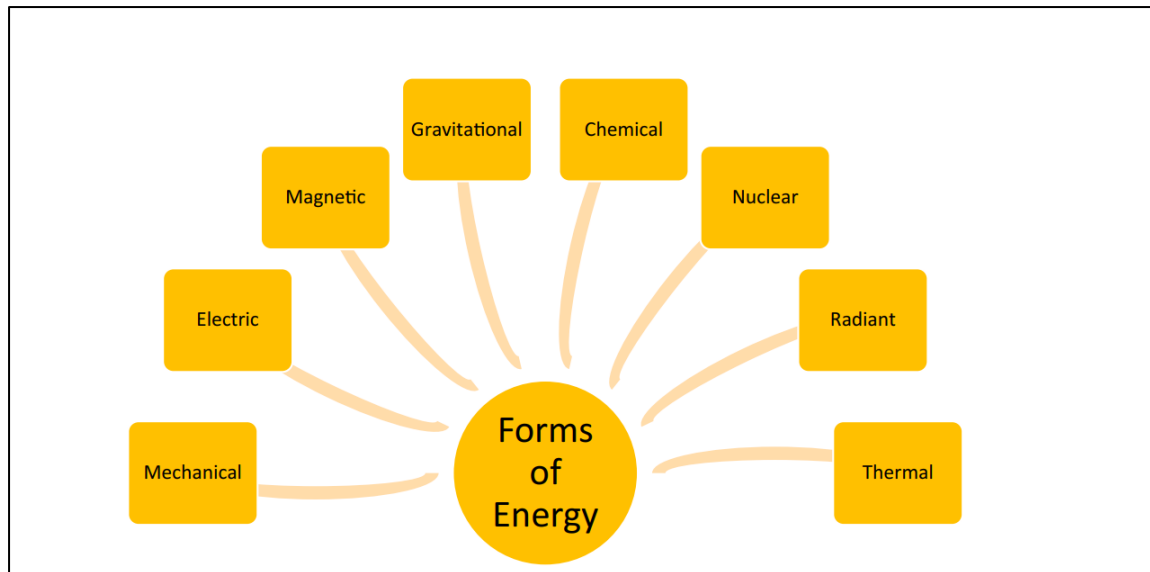 Gravitational
Chemical
Magnetic
Nuclear
Electric
Radiant
Forms
of
Energy
Mechanical
Thermal